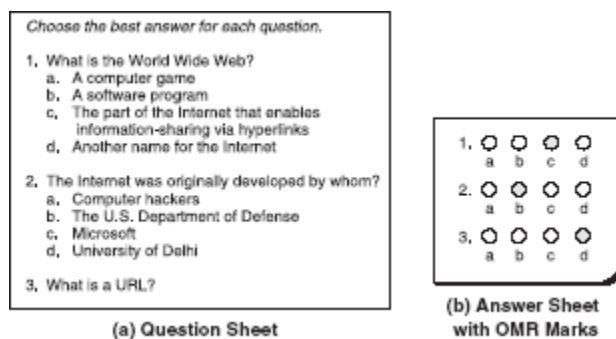 Choose the best answer for each question.
1. What is the World Wide Web?
a. A computer game
b. A software program
c. The part of the Internet that enables
information-sharing via hyperlinks
d. Another name for the Internet
2. The Internet was originally developed by whom?
a. Computer hackers
b. The U.S. Department of Defense
c. Microsoft
d. University of Delhi
3. What is a URL?
(a) Question Sheet
1.
a b c d
2.
a b c d
3.
a b c d
(b) Answer Sheet
with OMR Marks